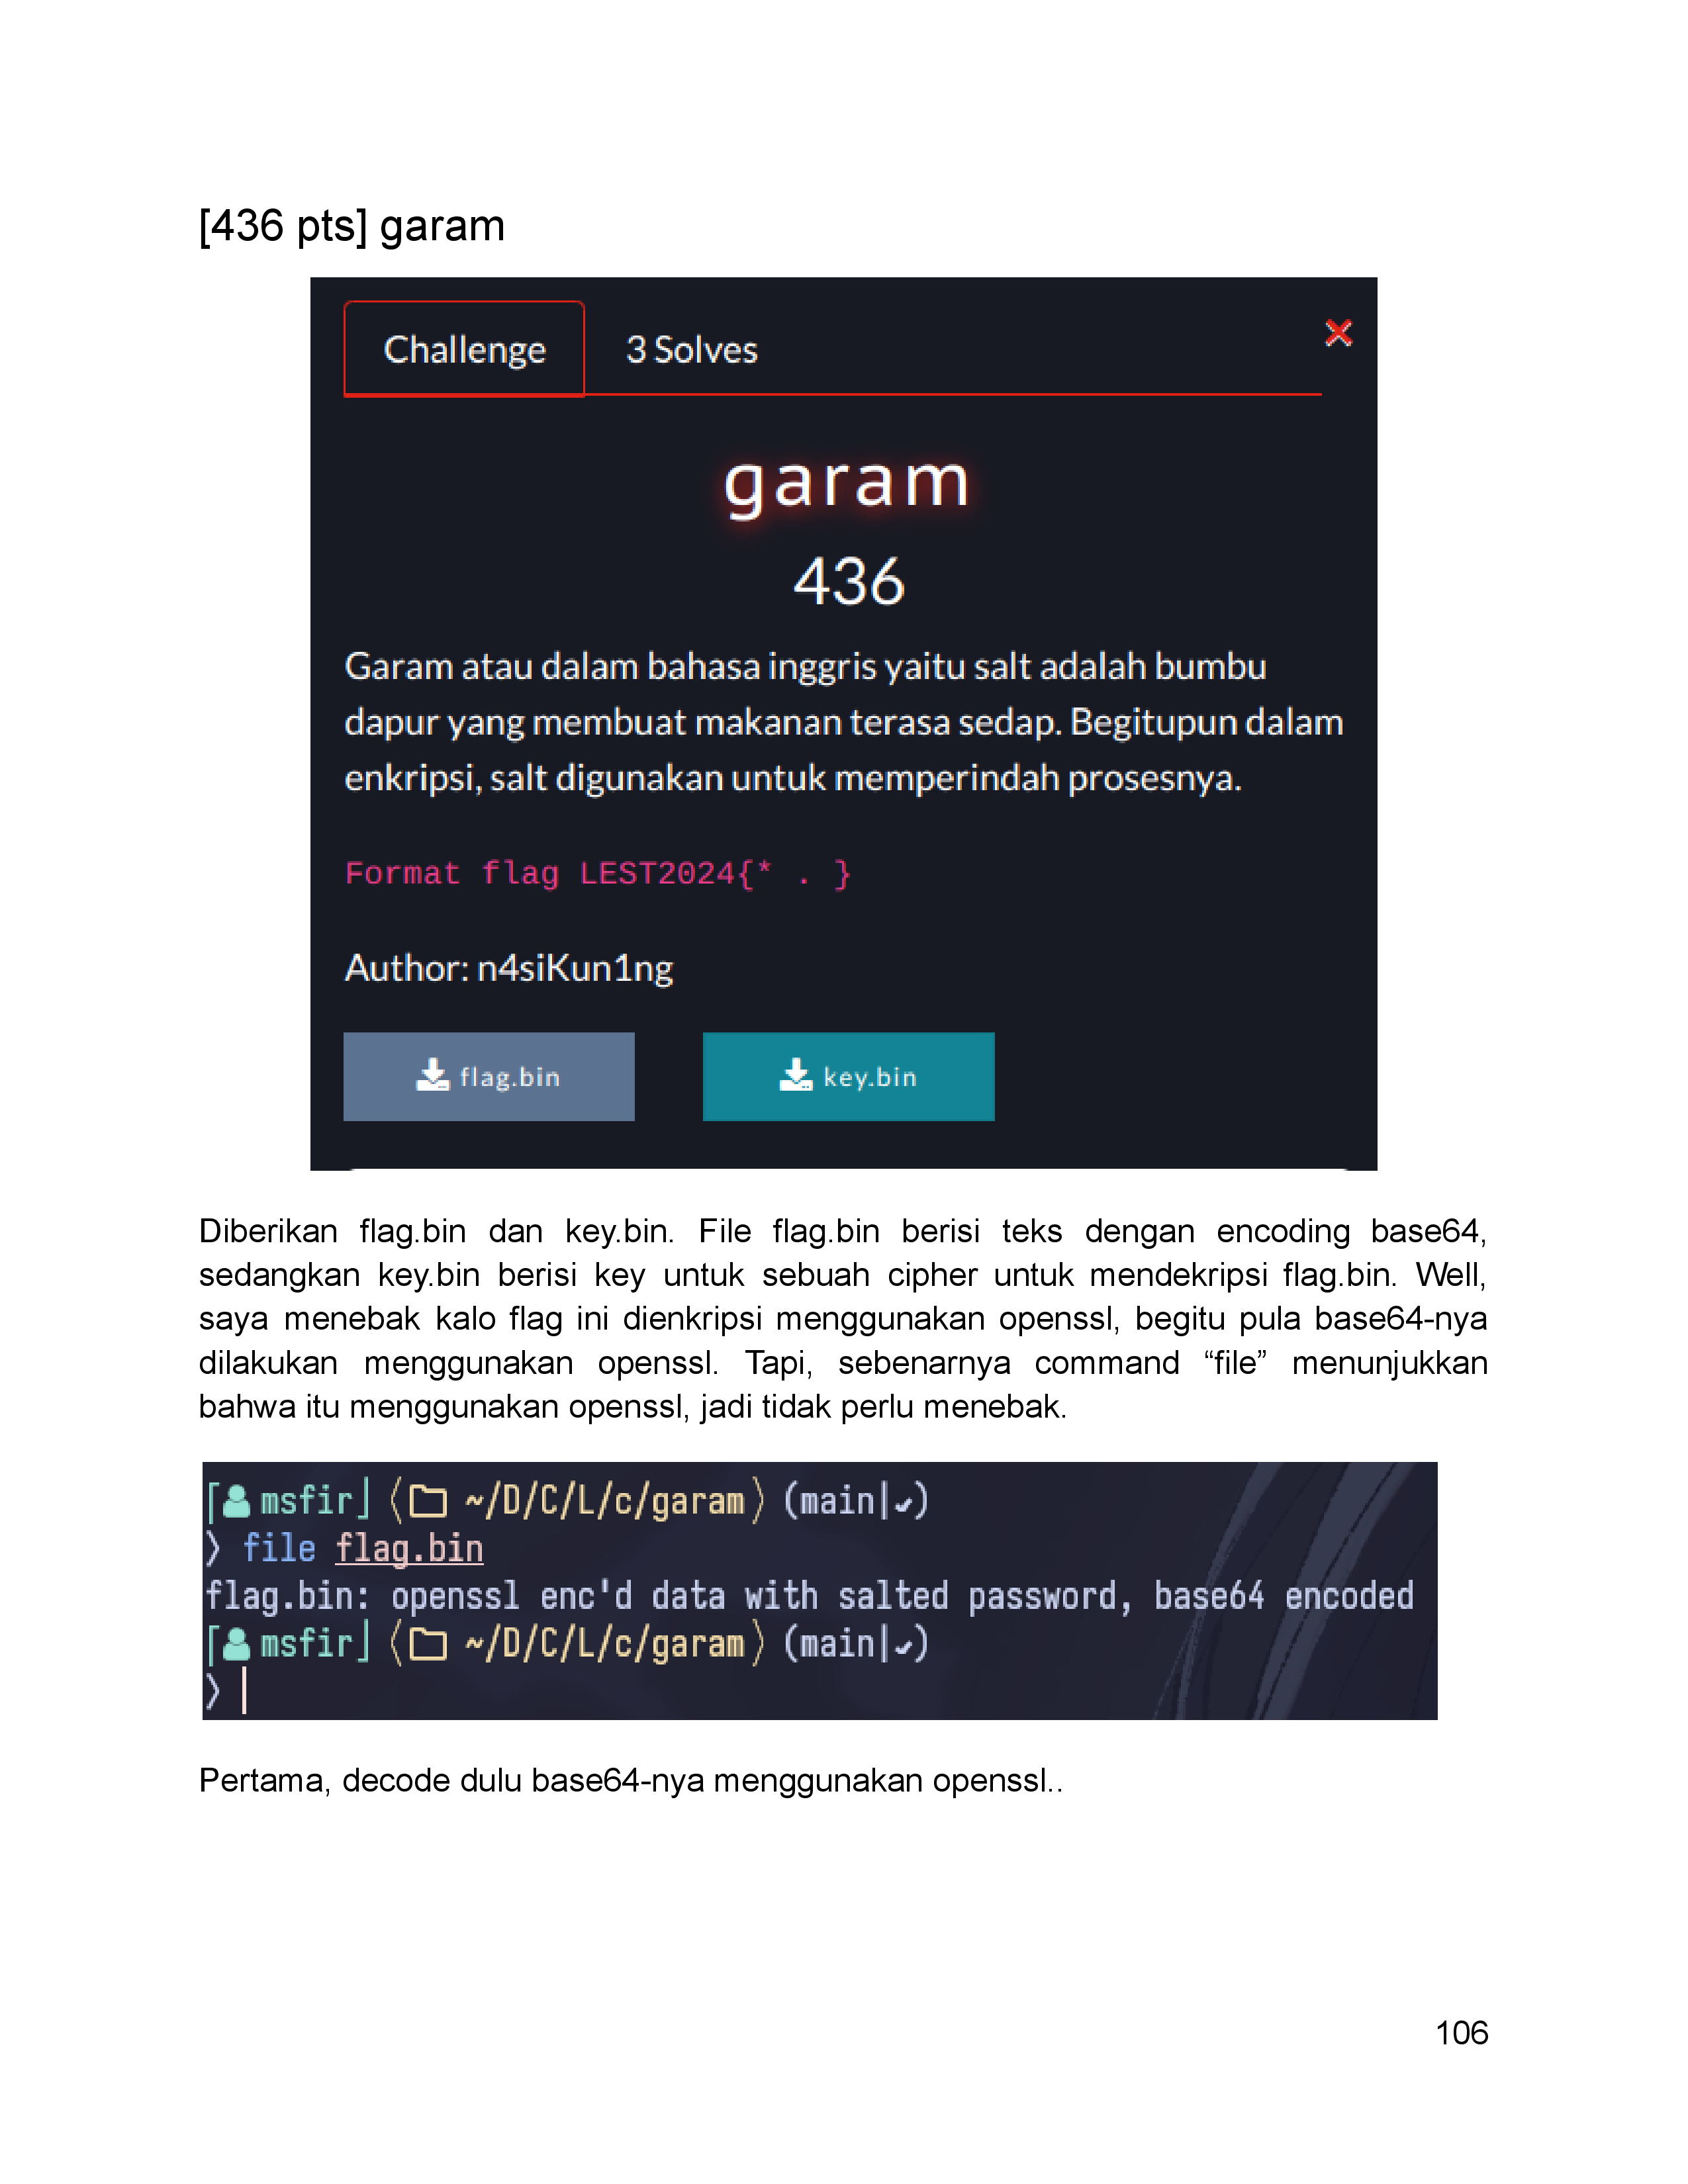 [436 pts] garam
Challenge
3 Solves
garam
436
Garam atau dalam bahasa inggris yaitu salt adalah bumbu
dapur yang membuat makanan terasa sedap. Begitupun dalam
enkripsi, salt digunakan untuk memperindah prosesnya.
Format flag LEST2024{* . }
Author: n4siKun1ng
flag.bin
key.bin
Diberikan flag.bin dan key.bin. File flag.bin berisi teks dengan encoding base64,
sedangkan key.bin berisi key untuk sebuah cipher untuk mendekripsi flag.bin. Well,
saya menebak kalo flag ini dienkripsi menggunakan openssl, begitu pula base64-nya
dilakukan menggunakan openssl. Tapi, sebenarnya command “file” menunjukkan
bahwa itu menggunakan openssl, jadi tidak perlu menebak.
msfir ~/D/C/L/c/garam (main|✔)
❯ file flag.bin
flag.bin: openssl enc'd data with salted password, base64 encoded
msfir ~/D/C/L/c/garam (main|✔)
❯
Pertama, decode dulu base64-nya menggunakan openssl..
106